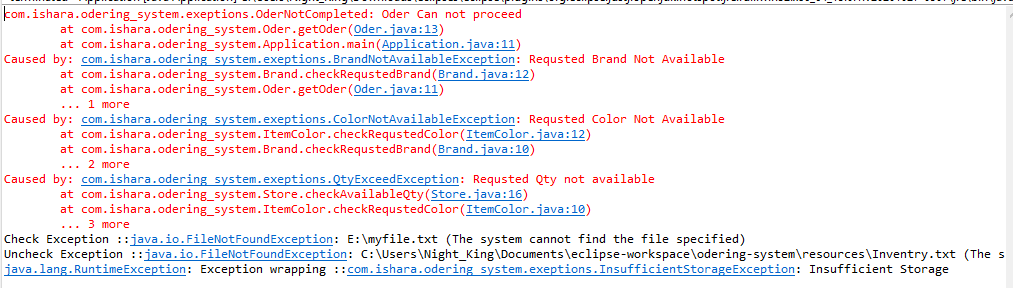 com.ishara.odering_system.exeptions.OderNotCompleted: Oder Can not proceed
at com.ishara.odering_system.Oder.getOder(Oder.java:13)
at com.ishara.odering_system.Application.main(Application.java:11)
Caused by: com.ishara.odering_system.exeptions.BrandNotAvailableException: Requsted Brand Not Available
at com.ishara.odering_system.Brand.checkRequstedBrand(Brand.java:12)
at com.ishara.odering_system.Oder.getOder(Oder.java:11)
... 1 more
Caused by: com.ishara.odering_system.exeptions.ColorNotAvailableException: Requsted Color Not Available
at com.ishara.odering_system.ItemColor.checkRequstedColor(ItemColor.java:12)
at com.ishara.odering_system.Brand.checkRequstedBrand(Brand.java:10)
... 2 more
Caused by: com.ishara.odering_system.exeptions.QtyExceedException: Requsted Qty not available
at com.ishara.odering_system.Store.checkAvailableQty(Store.java:16)
at com.ishara.odering_system.ItemColor.checkRequstedColor(ItemColor.java:10)
... 3 more
Check Exception ::java.io.FileNotFoundException: E:\myfile.txt (The system cannot find the file specified)
Uncheck Exception ::java.io.FileNotFoundException: C:\Users\Night_King\Documents\eclipse-workspace\odering-system\resources\Inventry.txt (The s
java.lang.RuntimeException: Exception wrapping ::com.ishara.odering_system.exeptions.InsufficientStorageException: Insufficient Storage